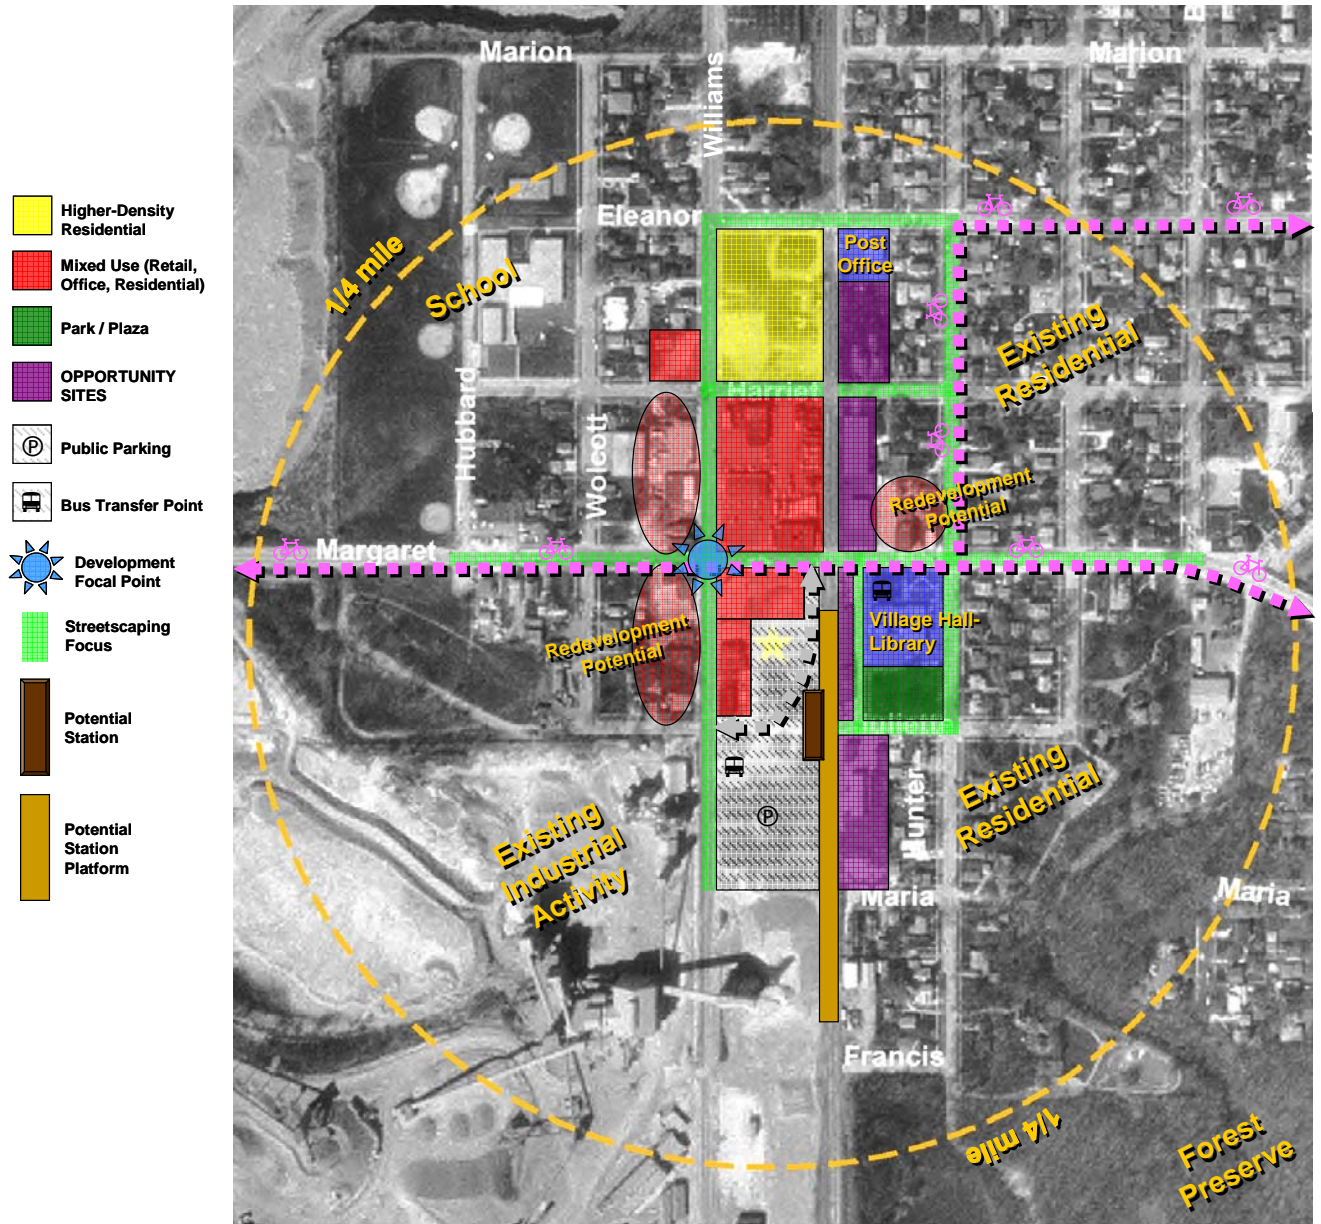 Higher-Density
Residential
Mixed Use (Retail,
Office, Residential)
Park / Plaza
OPPORTUNITY
SITES
P
Public Parking
Bus Transfer Point
Development
Focal Point
Streetscaping
Focus
Potential
Station
Potential
Station
Platform
Marion
Williams
Marion
B
Eleanor
Post
Office
1/4 mile
School
Existing
Residential
Harriet
Hubbard
Wolcott
Redevelopment
Potential
Margaret
Redevelopment
Potential
Village Hall-
Library
Existing
Residential
Hunter
P
Existing
Industrial
Activity
Maria
Maria
Francis
1/4 mile
Forest
Preserve